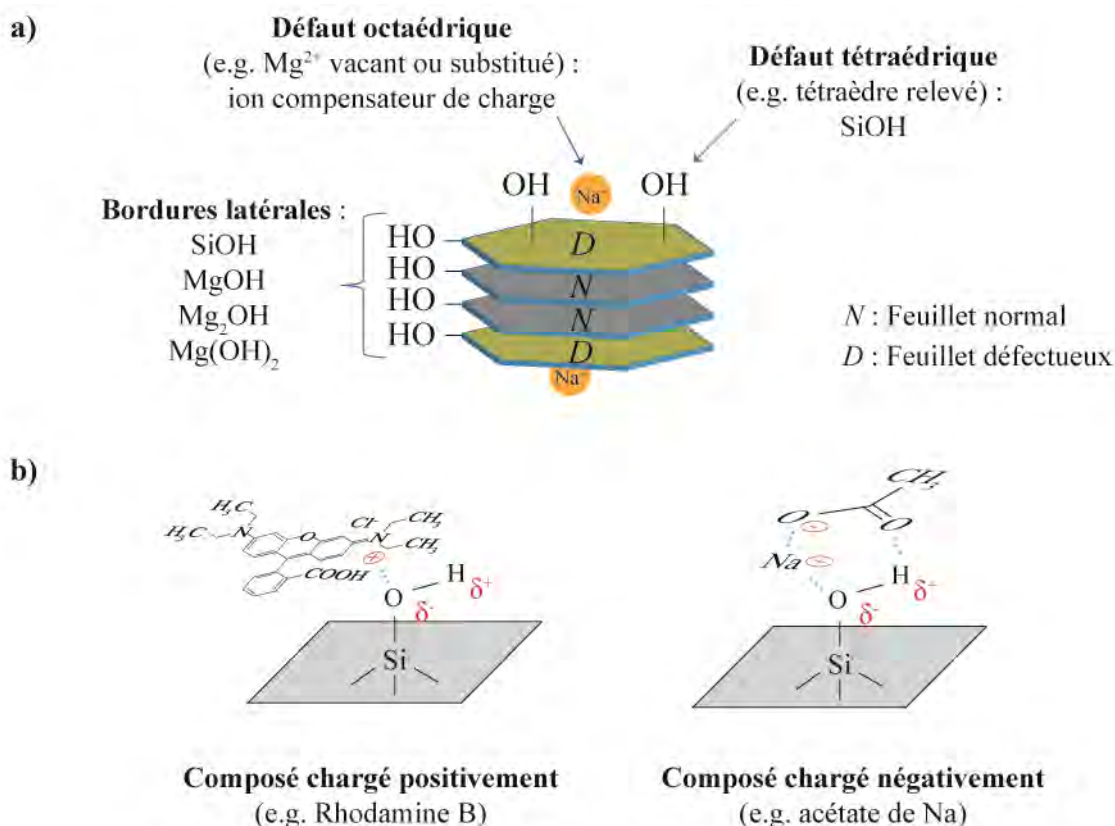 a)
Défaut octaédrique
(e.g. Mg²⁺ vacant ou substitué) :
ion compensateur de charge
Défaut tétraédrique
(e.g. tétraèdre relevé) :
SiOH
OH
Na⁺
OH
Bordures latérales :
SiOH
MgOH
Mg₂OH
Mg(OH)₂
HO
HO
HO
HO
D
N
N
D
Na⁺
N : Feuillet normal
D : Feuillet défectueux
b)
H₃C
H₃C
N
O
Cl-
N
CH₃
CH₃
+
COOH
O
H
δ⁻
δ⁺
Si
Composé chargé positivement
(e.g. Rhodamine B)
CH₃
O
-
O
Na
-
H
O
δ⁻
δ⁺
Si
Composé chargé négativement
(e.g. acétate de Na)